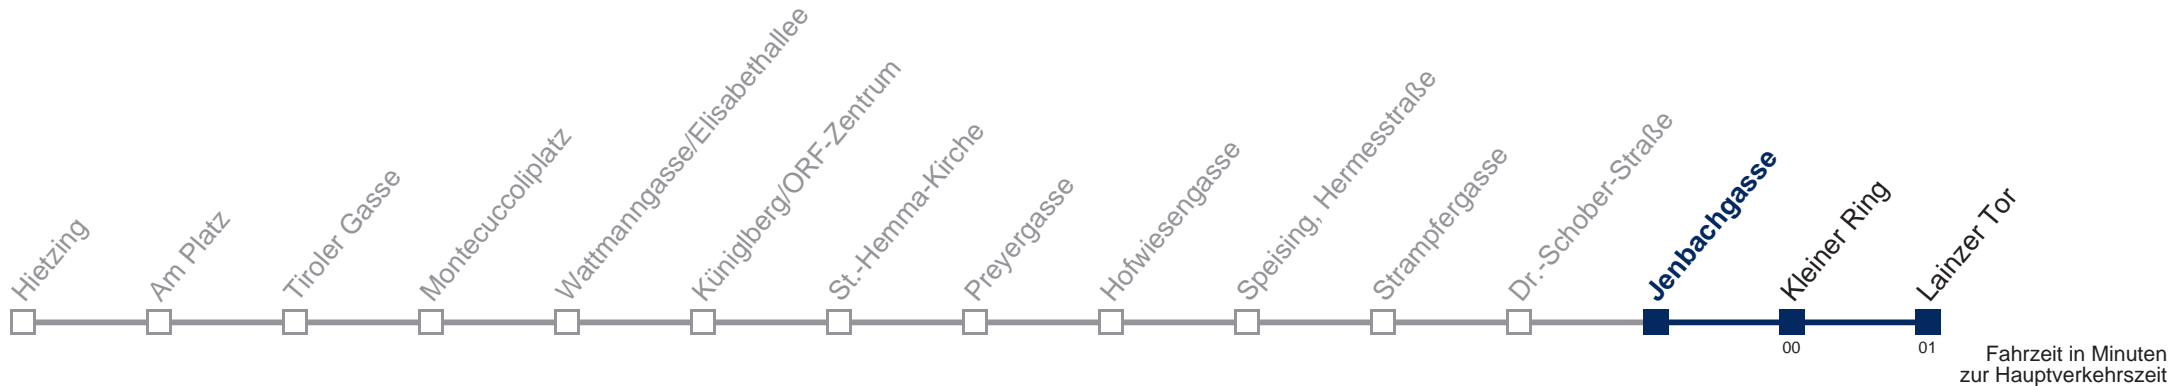 Hietzing
Am Platz
Tiroler Gasse
Montecuccoliplatz
Wattmanngasse/Elisabethallee
Küniglberg/ORF-Zentrum
St.-Hemma-Kirche
Preyergasse
Hofwiesengasse
Speising, Hermesstraße
Strampfergasse
Dr.-Schober-Straße
Jenbachgasse
Kleiner Ring
Lainzer Tor
00
01
Fahrzeit in Minuten
zur Hauptverkehrszeit